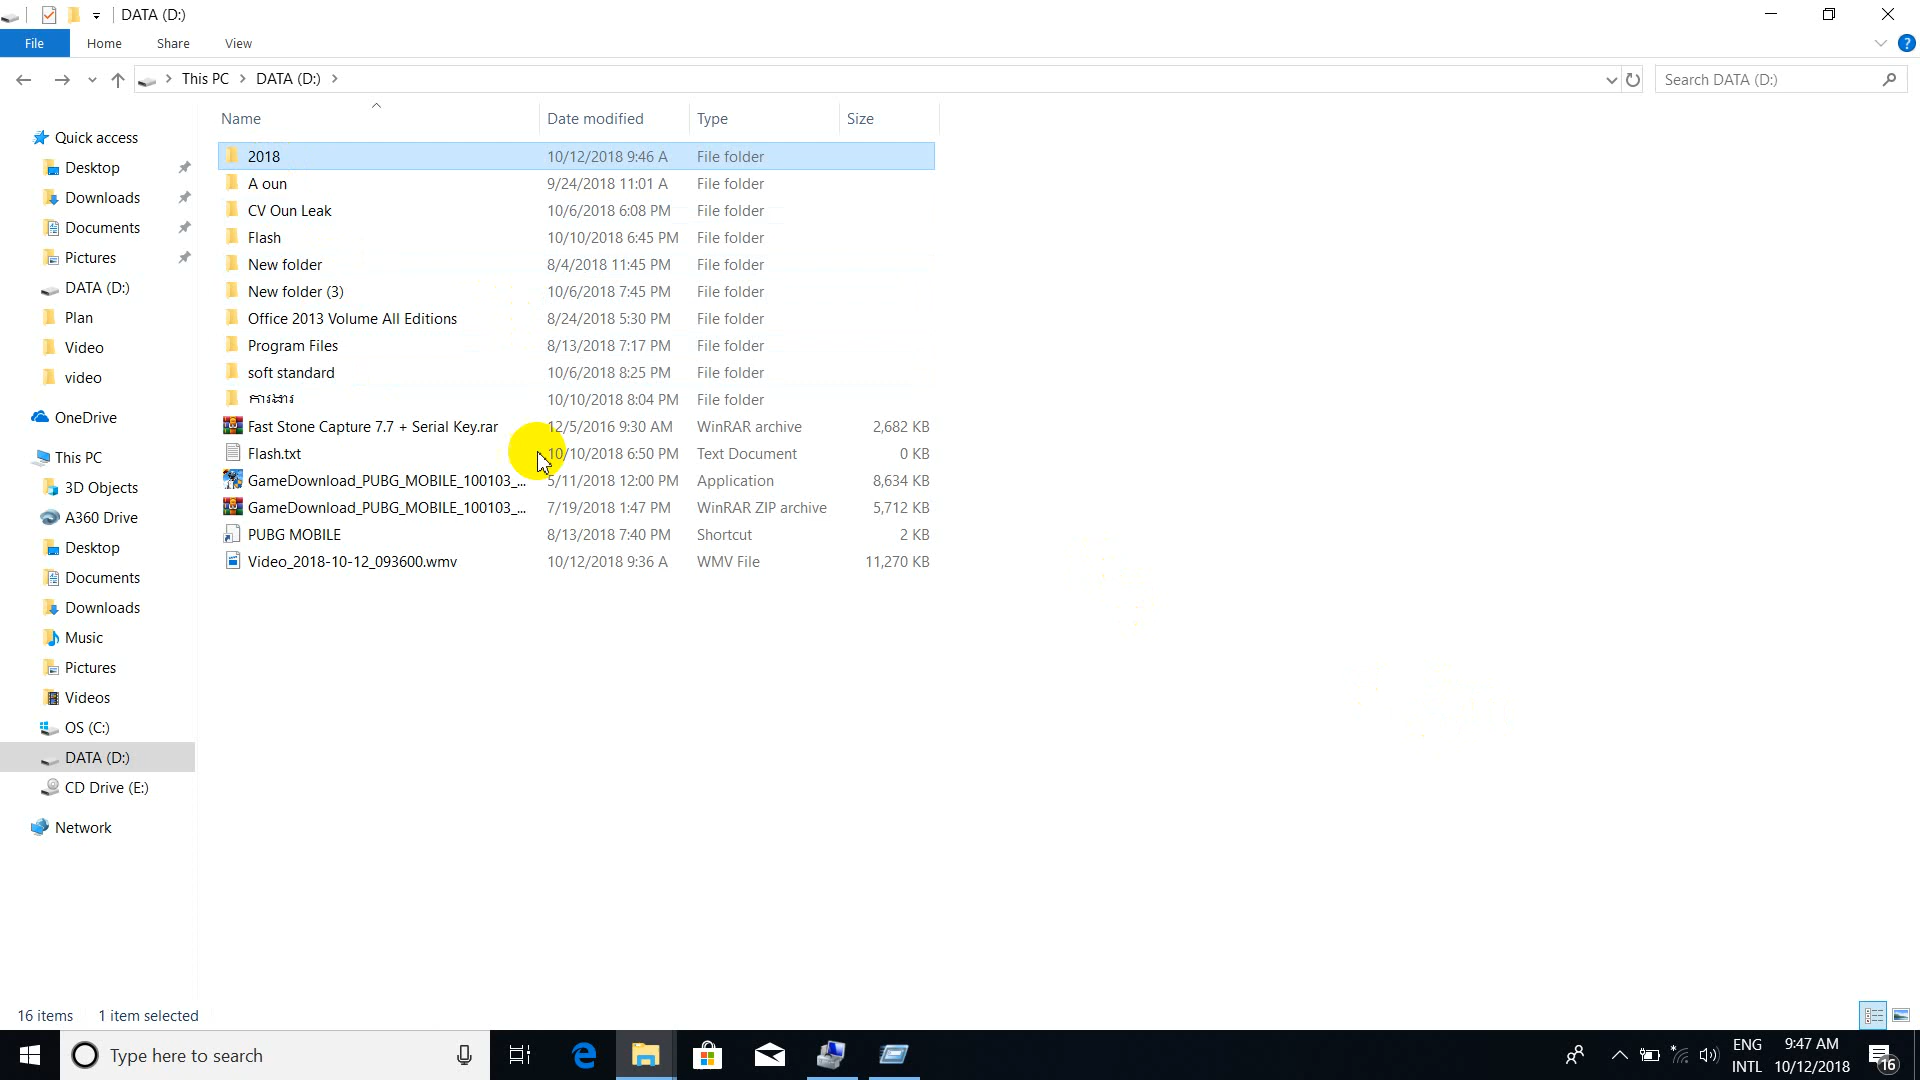 DATA (D:)
File Home Share View
This PC DATA (D:) Search DATA (D:)
Name Date modified Type Size
Quick access
Desktop
Downloads
Documents
Pictures
DATA (D:)
Plan
Video
video
OneDrive
This PC
3D Objects
A360 Drive
Desktop
Documents
Downloads
Music
Pictures
Videos
OS (C:)
DATA (D:)
CD Drive (E:)
Network
2018 10/12/2018 9:46 A File folder
A oun 9/24/2018 11:01 A File folder
CV Oun Leak 10/6/2018 6:08 PM File folder
Flash 10/10/2018 6:45 PM File folder
New folder 8/4/2018 11:45 PM File folder
New folder (3) 10/6/2018 7:45 PM File folder
Office 2013 Volume All Editions 8/24/2018 5:30 PM File folder
Program Files 8/13/2018 7:17 PM File folder
soft standard 10/6/2018 8:25 PM File folder
ការងារ 10/10/2018 8:04 PM File folder
Fast Stone Capture 7.7 + Serial Key.rar 12/5/2016 9:30 AM WinRAR archive 2,682 KB
Flash.txt 10/10/2018 6:50 PM Text Document 0 KB
GameDownload_PUBG_MOBILE_100103_... 5/11/2018 12:00 PM Application 8,634 KB
GameDownload_PUBG_MOBILE_100103_... 7/19/2018 1:47 PM WinRAR ZIP archive 5,712 KB
PUBG MOBILE 8/13/2018 7:40 PM Shortcut 2 KB
Video_2018-10-12_093600.wmv 10/12/2018 9:36 A WMV File 11,270 KB
16 items 1 item selected
Type here to search
ENG 9:47 AM
INTL 10/12/2018 16